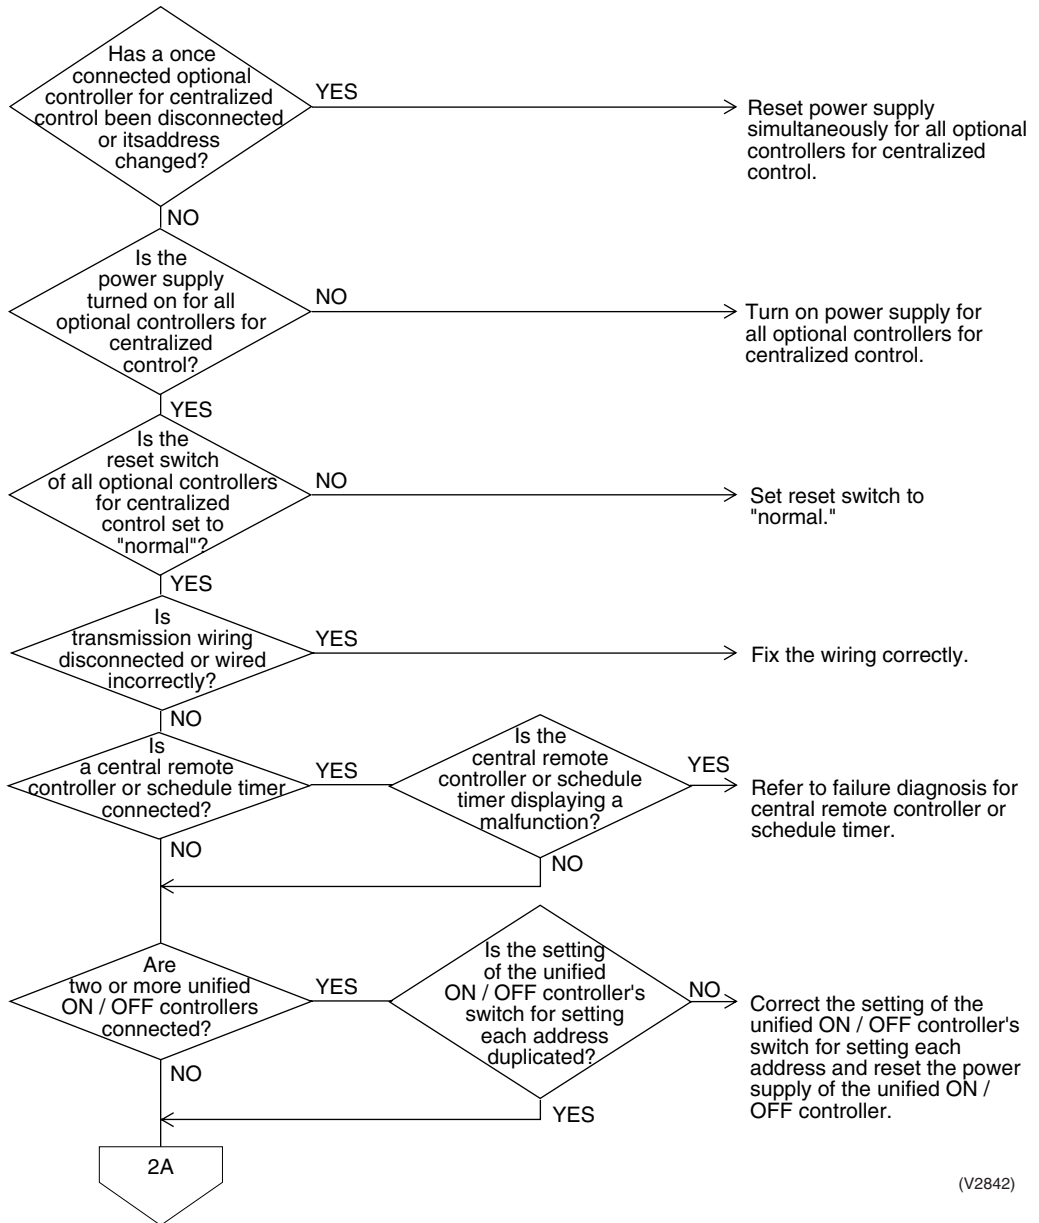 Has a once
connected optional
controller for centralized
control been disconnected
or itsaddress
changed?
YES
Reset power supply
simultaneously for all optional
controllers for centralized
control.
NO
Is the
power supply
turned on for all
optional controllers for
centralized
control?
NO
Turn on power supply for
all optional controllers for
centralized control.
YES
Is the
reset switch
of all optional controllers
for centralized
control set to
"normal"?
NO
Set reset switch to
"normal."
YES
Is
transmission wiring
disconnected or wired
incorrectly?
YES
Fix the wiring correctly.
NO
Is
a central remote
controller or schedule timer
connected?
YES
Is the
central remote
controller or schedule
timer displaying a
malfunction?
YES
Refer to failure diagnosis for
central remote controller or
schedule timer.
NO
NO
Are
two or more unified
ON / OFF controllers
connected?
YES
Is the setting
of the unified
ON / OFF controller's
switch for setting
each address
duplicated?
NO
Correct the setting of the
unified ON / OFF controller's
switch for setting each
address and reset the power
supply of the unified ON /
OFF controller.
NO
YES
2A
(V2842)